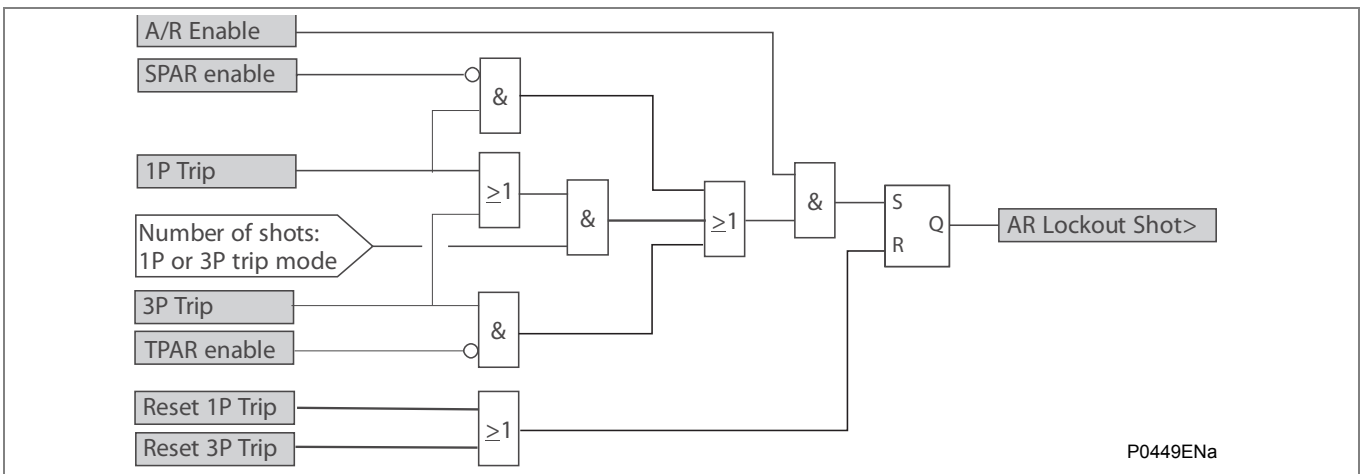 A/R Enable
SPAR enable
&
1P Trip
≥1
&
≥1
&
S
Q
R
AR Lockout Shot>
Number of shots:
1P or 3P trip mode
3P Trip
&
TPAR enable
Reset 1P Trip
≥1
Reset 3P Trip
P0449ENa